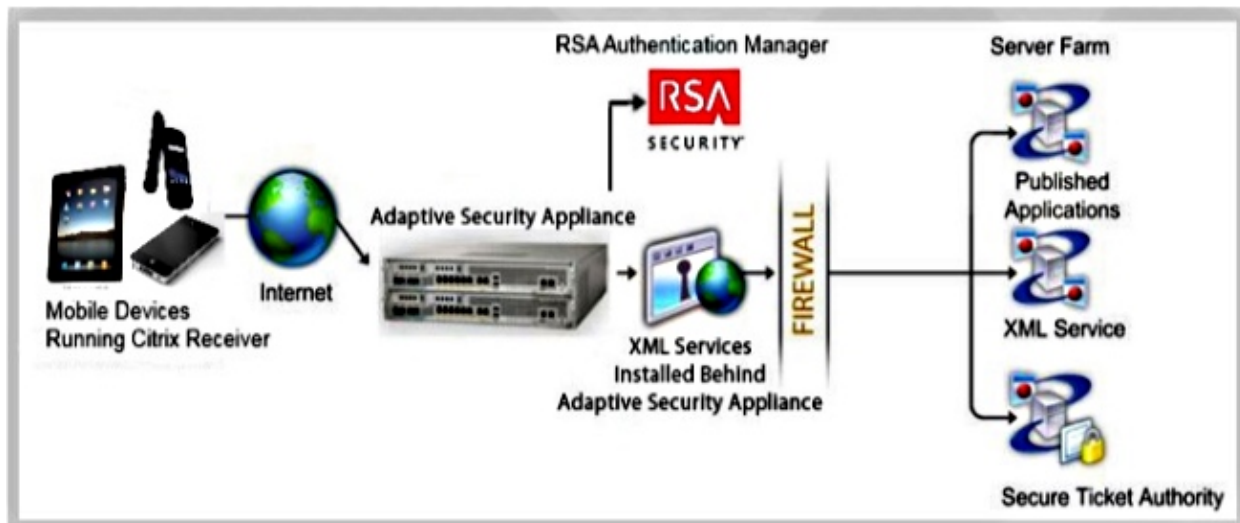 RSA Authentication Manager
Server Farm
RSA
SECURITY
Adaptive Security Appliance
Internet
Mobile Devices
Running Citrix Receiver
XML Services
Installed Behind
Adaptive Security Appliance
FIREWALL
Published
Applications
XML Service
Secure Ticket Authority